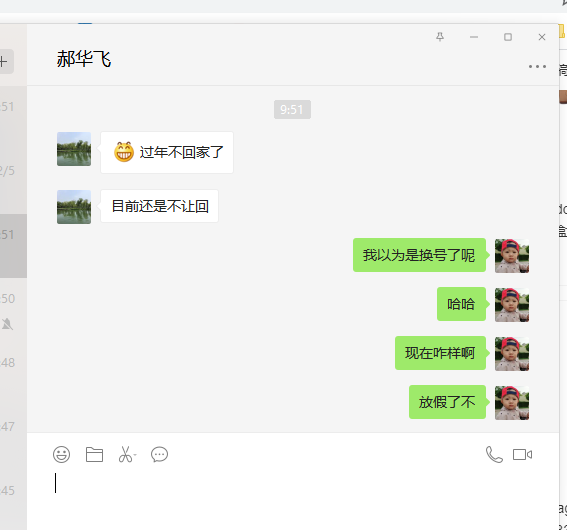 郝华飞
:51
9:51
过年不回家了
2/5
目前还是不让回
:51
我以为是换号了呢
:50
哈哈
:48
现在咋样啊
放假了不
:47
:45